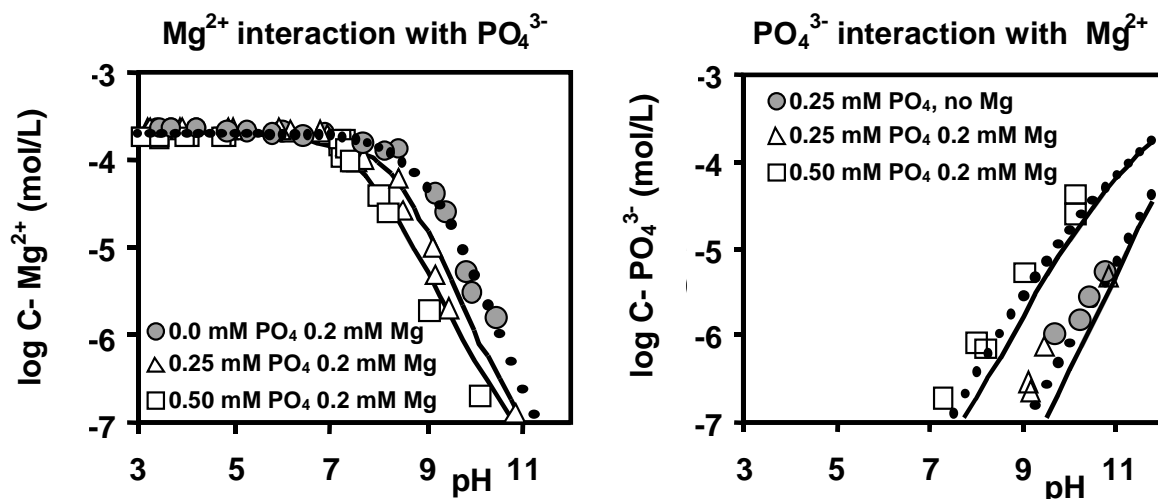 Mg²⁺ interaction with PO₄³⁻
log C- Mg²⁺ (mol/L)
-3
-4
-5
-6
-7
0.0 mM PO₄ 0.2 mM Mg
0.25 mM PO₄ 0.2 mM Mg
0.50 mM PO₄ 0.2 mM Mg
3 5 7 9 pH 11
PO₄³⁻ interaction with Mg²⁺
log C- PO₄³⁻ (mol/L)
-3
-4
-5
-6
-7
0.25 mM PO₄, no Mg
0.25 mM PO₄ 0.2 mM Mg
0.50 mM PO₄ 0.2 mM Mg
3 5 7 9 pH 11